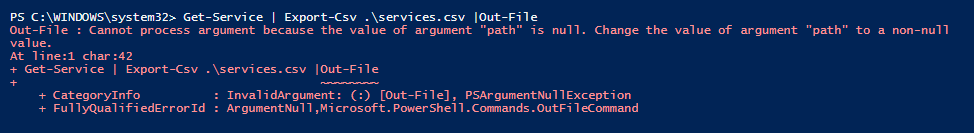 PS C:\WINDOWS\system32> Get-Service | Export-Csv .\services.csv |Out-File
Out-File : Cannot process argument because the value of argument "path" is null. Change the value of argument "path" to a non-null
value.
At line:1 char:42
+ Get-Service | Export-Csv .\services.csv |Out-File
+                                          ~~~~~~~~
    + CategoryInfo          : InvalidArgument: (:) [Out-File], PSArgumentNullException
    + FullyQualifiedErrorId : ArgumentNull,Microsoft.PowerShell.Commands.OutFileCommand